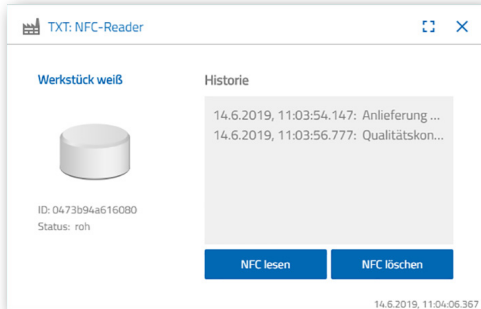 TXT: NFC-Reader
Werkstück weiß
ID: 0473b94a616080
Status: roh
Historie
14.6.2019, 11:03:54.147: Anlieferung ...
14.6.2019, 11:03:56.777: Qualitätskon...
NFC lesen
NFC löschen
14.6.2019, 11:04:06.367